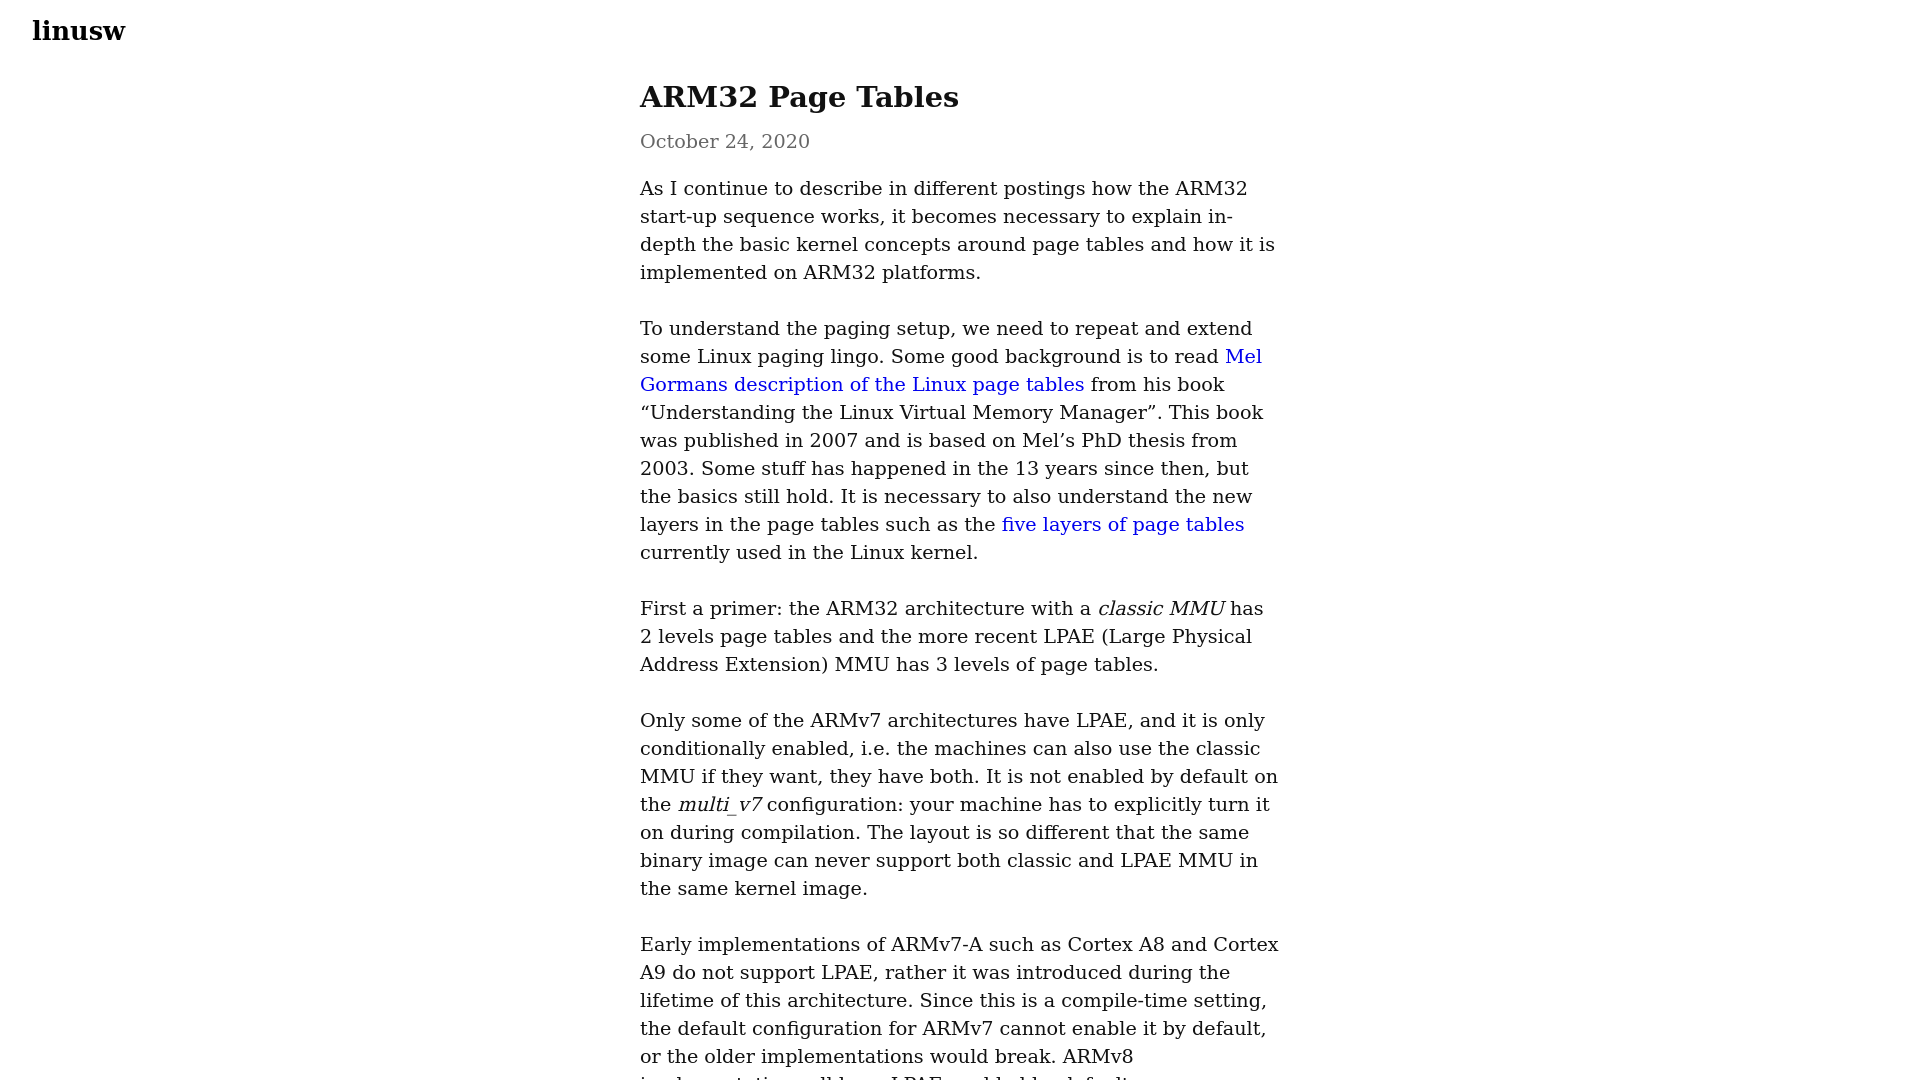 linusw
ARM32 Page Tables
October 24, 2020
As I continue to describe in different postings how the ARM32
start-up sequence works, it becomes necessary to explain in-
depth the basic kernel concepts around page tables and how it is
implemented on ARM32 platforms.
To understand the paging setup, we need to repeat and extend
some Linux paging lingo. Some good background is to read Mel
Gormans description of the Linux page tables from his book
“Understanding the Linux Virtual Memory Manager”. This book
was published in 2007 and is based on Mel’s PhD thesis from
2003. Some stuff has happened in the 13 years since then, but
the basics still hold. It is necessary to also understand the new
layers in the page tables such as the five layers of page tables
currently used in the Linux kernel.
First a primer: the ARM32 architecture with a classic MMU has
2 levels page tables and the more recent LPAE (Large Physical
Address Extension) MMU has 3 levels of page tables.
Only some of the ARMv7 architectures have LPAE, and it is only
conditionally enabled, i.e. the machines can also use the classic
MMU if they want, they have both. It is not enabled by default on
the multi_v7 configuration: your machine has to explicitly turn it
on during compilation. The layout is so different that the same
binary image can never support both classic and LPAE MMU in
the same kernel image.
Early implementations of ARMv7-A such as Cortex A8 and Cortex
A9 do not support LPAE, rather it was introduced during the
lifetime of this architecture. Since this is a compile-time setting,
the default configuration for ARMv7 cannot enable it by default,
or the older implementations would break. ARMv8